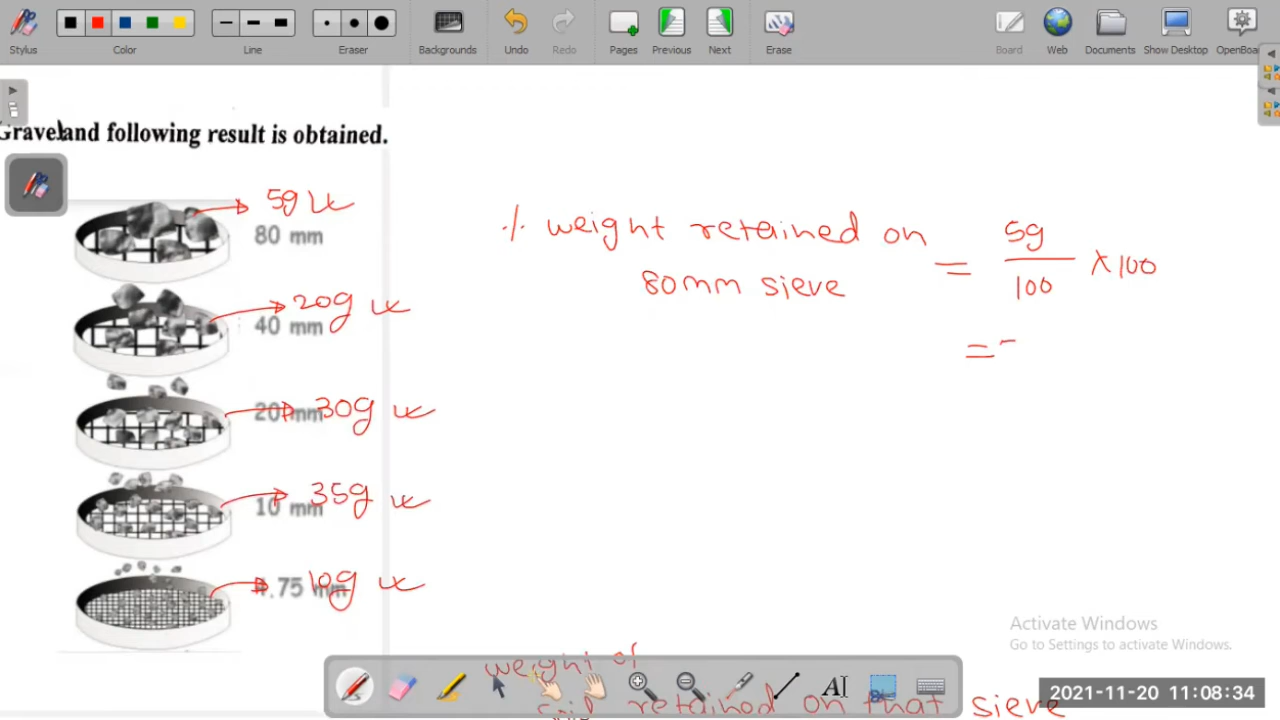 Stylus Color Line Eraser Backgrounds Undo Redo Pages Previous Next Erase Board Web Documents Show Desktop
and following result is obtained.
5g
80 mm
20g
40 mm
30g
20 mm
35g
10 mm
10g
% weight retained on
80mm sieve
= 5g / 100 × 100
=
weight of
soil retained on that sieve
Activate Windows
Go to Settings to activate Windows.
2021-11-20 11:08:34